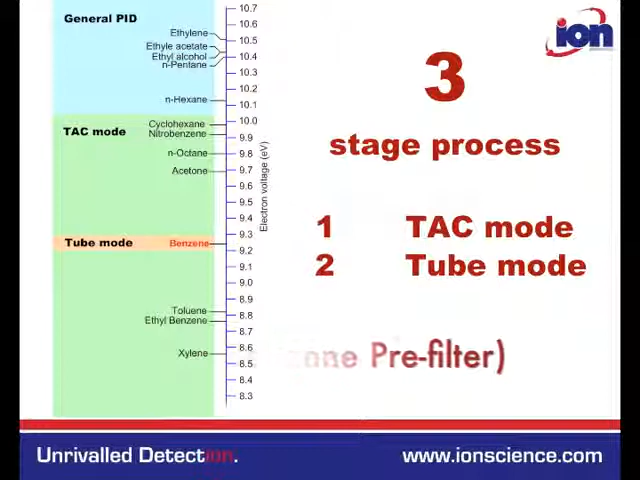 General PID
10.7
10.6
Ethylene
10.5
Ethyle acetate
Ethyl alcohol
10.4
n-Pentane
10.3
10.2
n-Hexane
10.1
10.0
TAC mode
Cyclohexane
Nitrobenzene
9.9
n-Octane
9.8
Acetone
9.7
9.6
9.5
9.4
9.3
Tube mode
Benzene
9.2
9.1
9.0
8.9
Toluene
8.8
Ethyl Benzene
8.7
8.6
Xylene
8.5
8.4
8.3
Electron voltage (eV)
ion
3
stage process
1 TAC mode
2 Tube mode
Pre-filter)
Unrivalled Detection.
www.ionscience.com